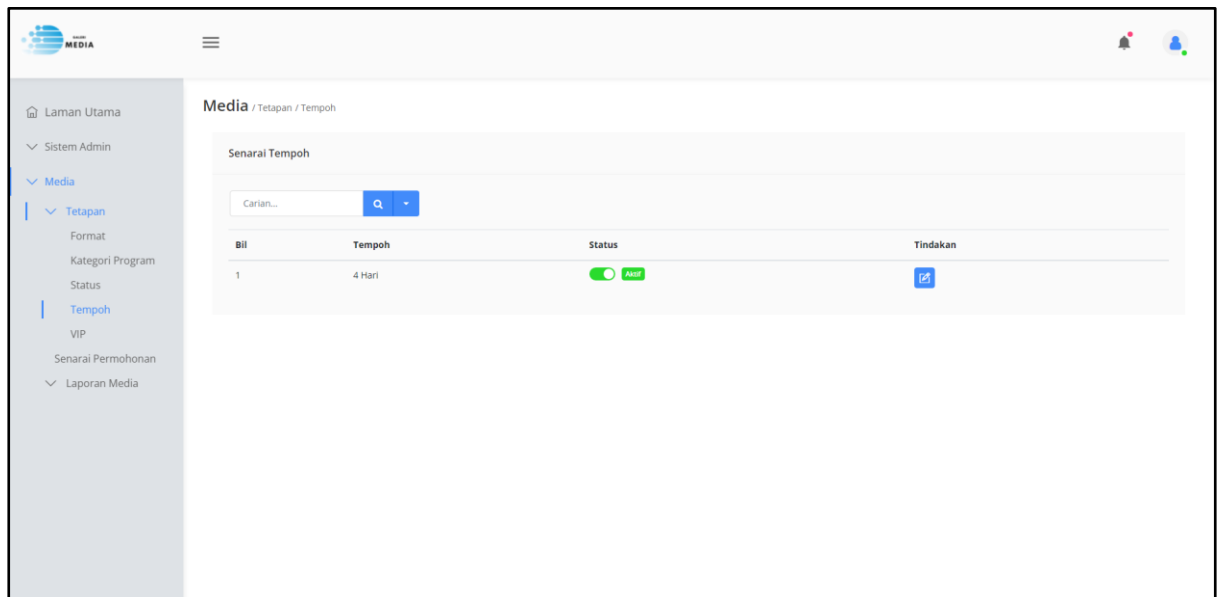 MEDIA
Laman Utama
Sistem Admin
Media
Tetapan
Format
Kategori Program
Status
Tempoh
VIP
Senarai Permohonan
Laporan Media
Media / Tetapan / Tempoh
Senarai Tempoh
Carian...
Bil Tempoh Status Tindakan
1 4 Hari Aktif